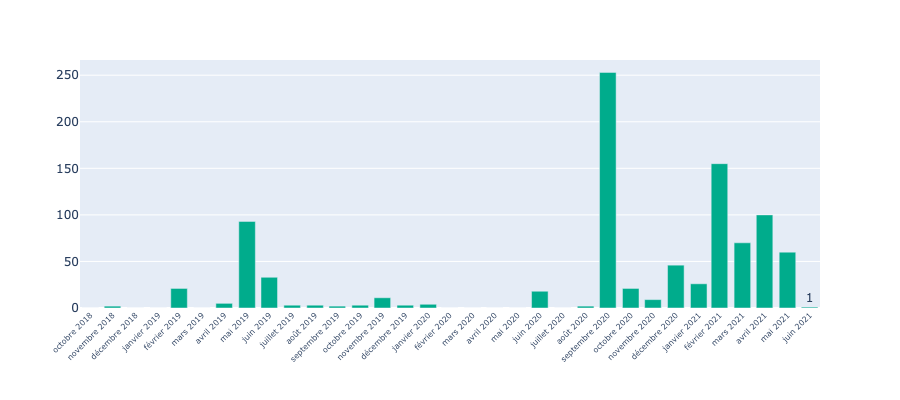 250
200
150
100
50
0
1
octobre 2018
novembre 2018
décembre 2018
janvier 2019
février 2019
mars 2019
avril 2019
mai 2019
juin 2019
juillet 2019
août 2019
septembre 2019
octobre 2019
novembre 2019
décembre 2019
janvier 2020
février 2020
mars 2020
avril 2020
mai 2020
juin 2020
juillet 2020
août 2020
septembre 2020
octobre 2020
novembre 2020
décembre 2020
janvier 2021
février 2021
mars 2021
avril 2021
mai 2021
juin 2021